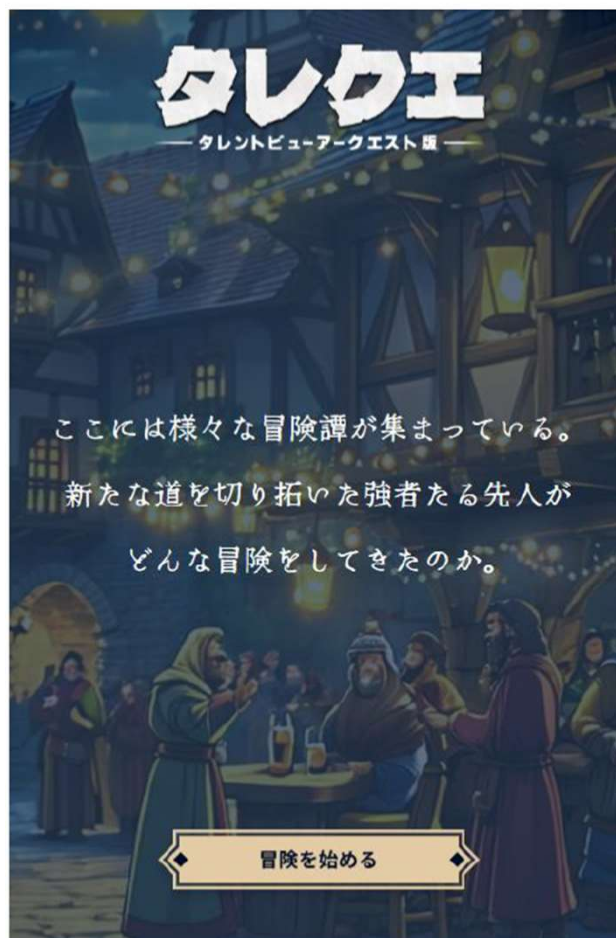 タレクエ
タレントビューアークエスト版
ここには様々な冒険譚が集まっている。
新たな道を切り拓いた強者たる先人が
どんな冒険をしてきたのか。
冒険を始める